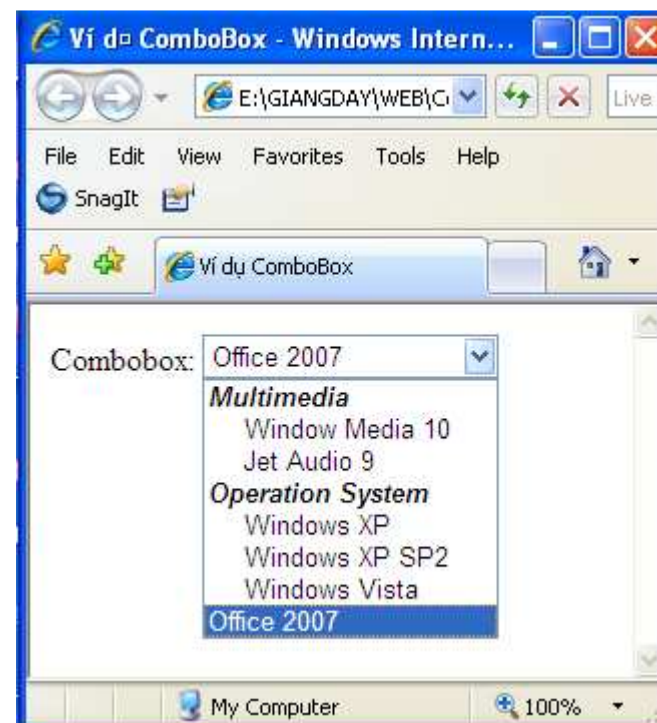 Ví d¤ ComboBox - Windows Intern...
E:\GIANGDAY\WEB\C
Live
File Edit View Favorites Tools Help
SnagIt
Ví dụ ComboBox
Combobox: Office 2007
Multimedia
Window Media 10
Jet Audio 9
Operation System
Windows XP
Windows XP SP2
Windows Vista
Office 2007
My Computer 100%